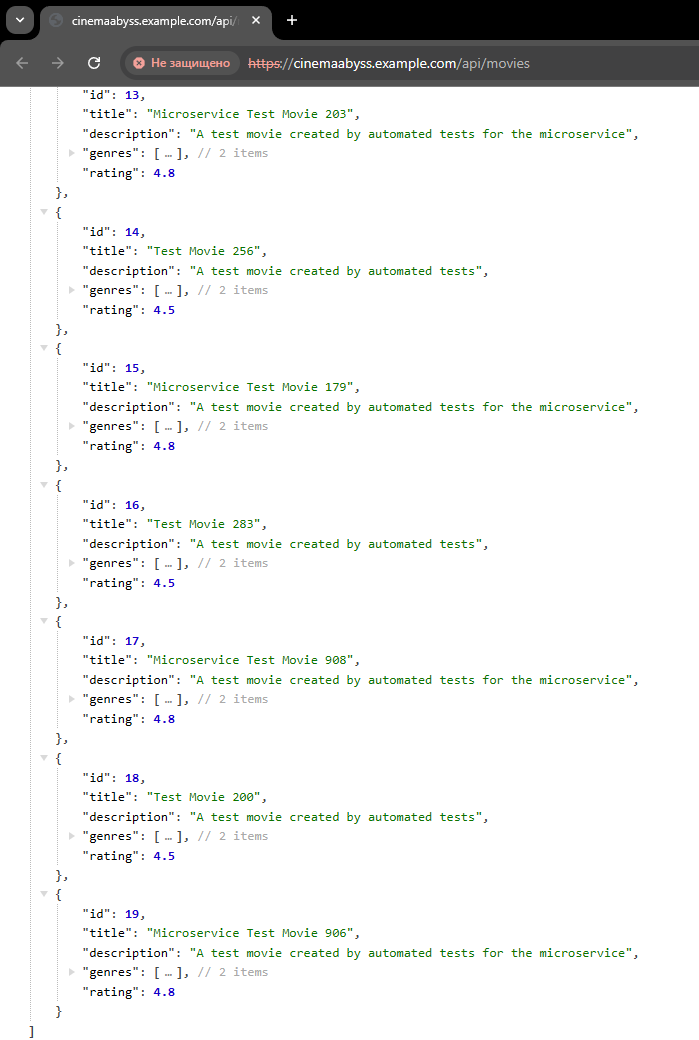 cinemaabyss.example.com/api/
Не защищено https://cinemaabyss.example.com/api/movies
"id": 13,
"title": "Microservice Test Movie 203",
"description": "A test movie created by automated tests for the microservice",
"genres": [ … ], // 2 items
"rating": 4.8
},
{
"id": 14,
"title": "Test Movie 256",
"description": "A test movie created by automated tests",
"genres": [ … ], // 2 items
"rating": 4.5
},
{
"id": 15,
"title": "Microservice Test Movie 179",
"description": "A test movie created by automated tests for the microservice",
"genres": [ … ], // 2 items
"rating": 4.8
},
{
"id": 16,
"title": "Test Movie 283",
"description": "A test movie created by automated tests",
"genres": [ … ], // 2 items
"rating": 4.5
},
{
"id": 17,
"title": "Microservice Test Movie 908",
"description": "A test movie created by automated tests for the microservice",
"genres": [ … ], // 2 items
"rating": 4.8
},
{
"id": 18,
"title": "Test Movie 200",
"description": "A test movie created by automated tests",
"genres": [ … ], // 2 items
"rating": 4.5
},
{
"id": 19,
"title": "Microservice Test Movie 906",
"description": "A test movie created by automated tests for the microservice",
"genres": [ … ], // 2 items
"rating": 4.8
}
]